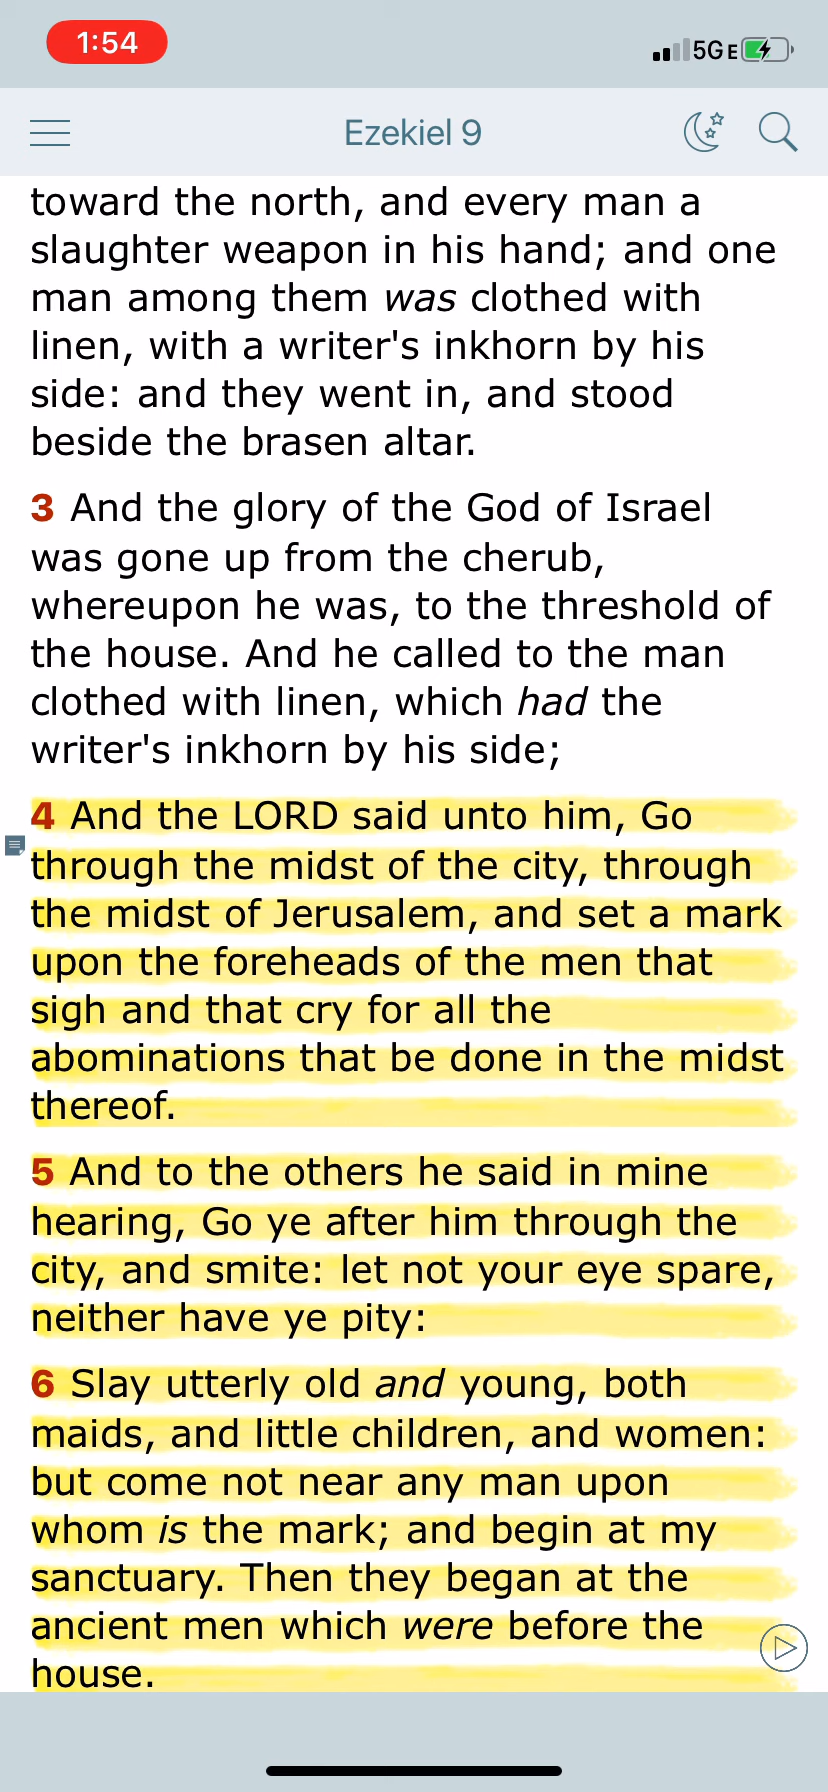 1:54
5GE
Ezekiel 9
toward the north, and every man a
slaughter weapon in his hand; and one
man among them was clothed with
linen, with a writer's inkhorn by his
side: and they went in, and stood
beside the brasen altar.
3 And the glory of the God of Israel
was gone up from the cherub,
whereupon he was, to the threshold of
the house. And he called to the man
clothed with linen, which had the
writer's inkhorn by his side;
4 And the LORD said unto him, Go
through the midst of the city, through
the midst of Jerusalem, and set a mark
upon the foreheads of the men that
sigh and that cry for all the
abominations that be done in the midst
thereof.
5 And to the others he said in mine
hearing, Go ye after him through the
city, and smite: let not your eye spare,
neither have ye pity:
6 Slay utterly old and young, both
maids, and little children, and women:
but come not near any man upon
whom is the mark; and begin at my
sanctuary. Then they began at the
ancient men which were before the
house.